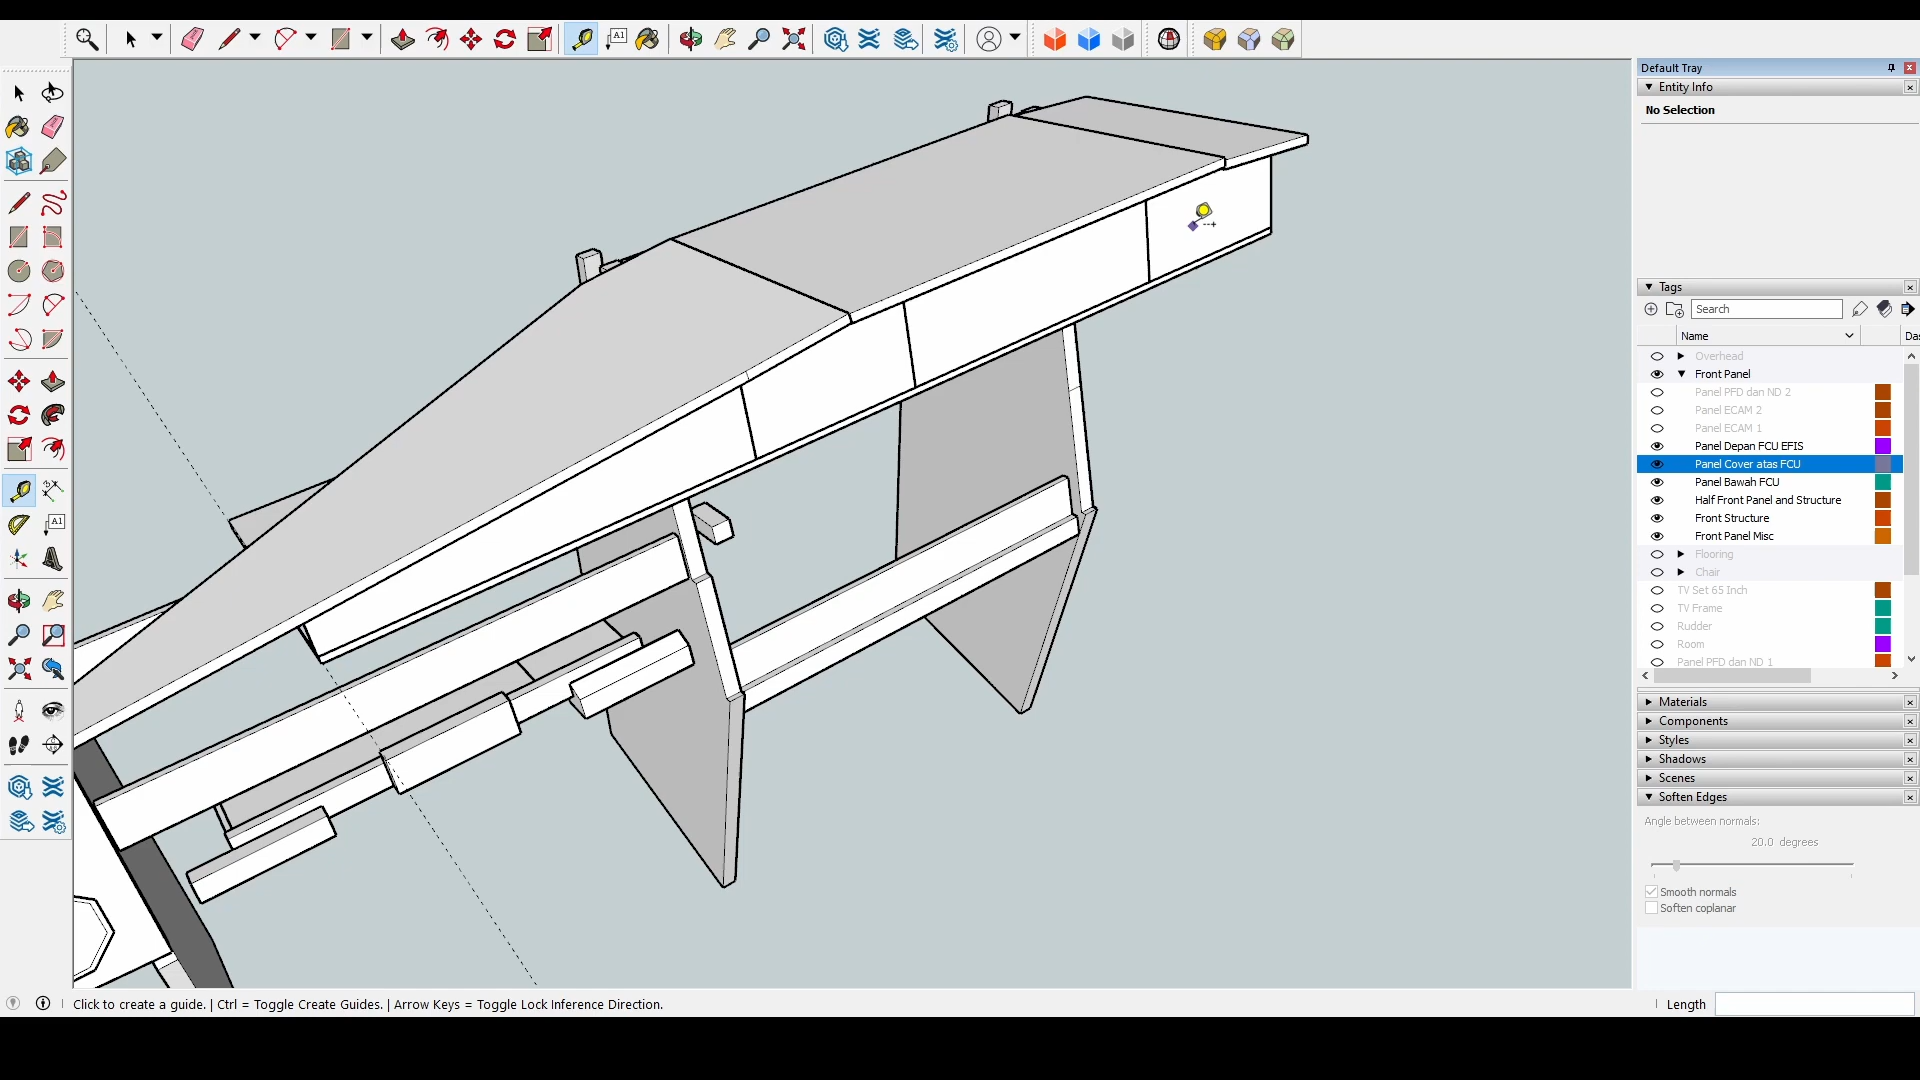 A1
Default Tray
Entity Info
No Selection
A1
Tags
Search
Name
Das
Overhead
Front Panel
Panel PFD dan ND 2
Panel ECAM 2
Panel ECAM 1
Panel Depan FCU EFIS
Panel Cover atas FCU
Panel Bawah FCU
Half Front Panel and Structure
Front Structure
Front Panel Misc
Flooring
Chair
TV Set 65 Inch
TV Frame
Rudder
Room
Panel PFD dan ND 1
Materials
Components
Styles
Shadows
Scenes
Soften Edges
Angle between normals:
20.0 degrees
Smooth normals
Soften coplanar
Click to create a guide. | Ctrl = Toggle Create Guides. | Arrow Keys = Toggle Lock Inference Direction.
Length